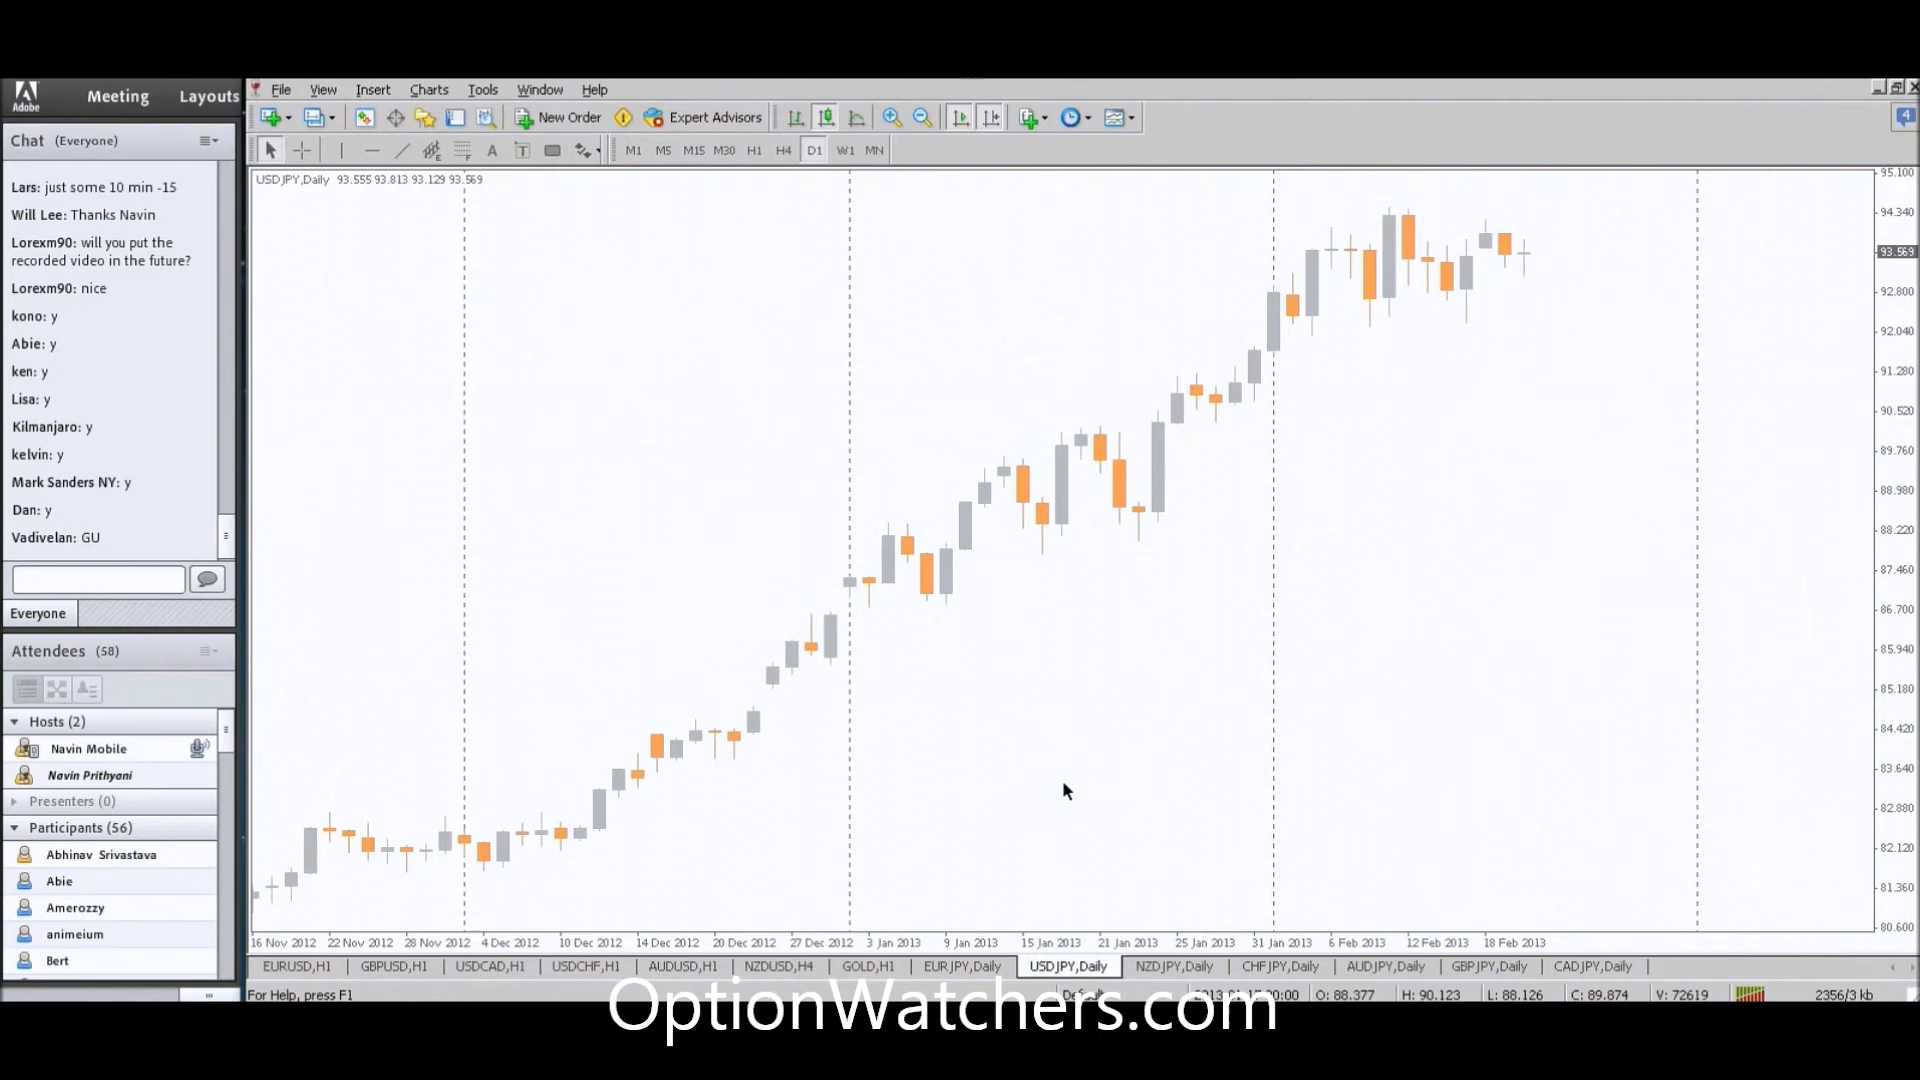 Adobe
Meeting
Layouts
File
View
Insert
Charts
Tools
Window
Help
New Order
Expert Advisors
4
Chat (Everyone)
A
T
M1
M5
M15
M30
H1
H4
D1
W1
MN
USDJPY,Daily 93.555 93.813 93.129 93.569
Lars: just some 10 min -15
Will Lee: Thanks Navin
Lorexm90: will you put the
recorded video in the future?
Lorexm90: nice
kono: y
Abie: y
ken: y
Lisa: y
Kilmanjaro: y
kelvin: y
Mark Sanders NY: y
Dan: y
Vadivelan: GU
Everyone
Attendees (58)
Hosts (2)
Navin Mobile
Navin Prithyani
Presenters (0)
Participants (56)
Abhinav Srivastava
Abie
Amerozzy
animeium
Bert
95.100
94.340
93.569
92.800
92.040
91.280
90.520
89.760
88.980
88.220
87.460
86.700
85.940
85.180
84.420
83.640
82.880
82.120
81.360
80.600
16 Nov 2012
22 Nov 2012
28 Nov 2012
4 Dec 2012
10 Dec 2012
14 Dec 2012
20 Dec 2012
27 Dec 2012
3 Jan 2013
9 Jan 2013
15 Jan 2013
21 Jan 2013
25 Jan 2013
31 Jan 2013
6 Feb 2013
12 Feb 2013
18 Feb 2013
EURUSD,H1
GBPUSD,H1
USDCAD,H1
USDCHF,H1
AUDUSD,H1
NZDUSD,H4
GOLD,H1
EURJPY,Daily
USDJPY,Daily
NZDJPY,Daily
CHFJPY,Daily
AUDJPY,Daily
GBPJPY,Daily
CADJPY,Daily
For Help, press F1
Default
2013.01.17 00:00
O: 88.377
H: 90.123
L: 88.126
C: 89.874
V: 72619
2356/3 kb
OptionWatchers.com